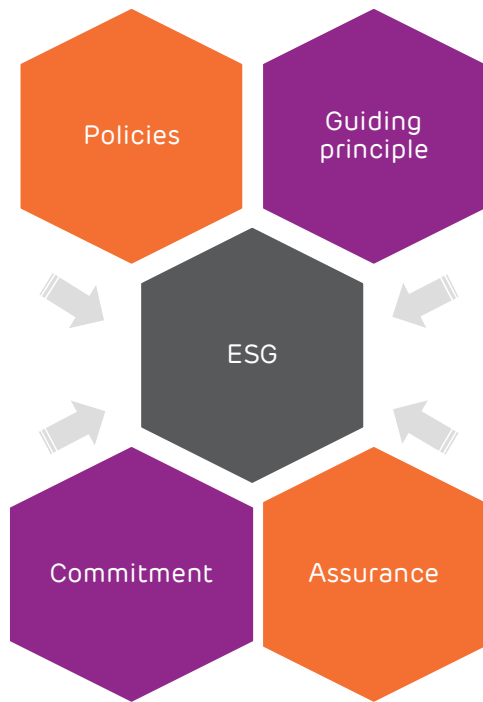 Policies
Guiding
principle
ESG
Commitment
Assurance